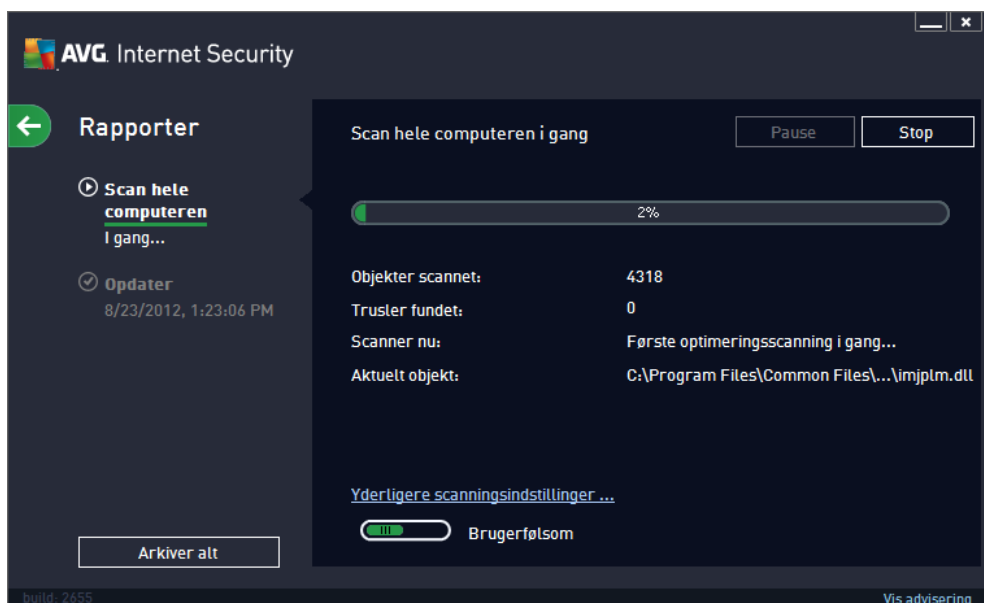 AVG. Internet Security
Rapporter
Scan hele
computeren
I gang...
Opdater
8/23/2012, 1:23:06 PM
Arkiver alt
Scan hele computeren i gang
Pause
Stop
2%
Objekter scannet: 4318
Trusler fundet: 0
Scanner nu: Første optimeringsscanning i gang...
Aktuelt objekt: C:\Program Files\Common Files\...\imjplm.dll
Yderligere scanningsindstillinger ...
Brugerfølsom
build: 2655
Vis advisering